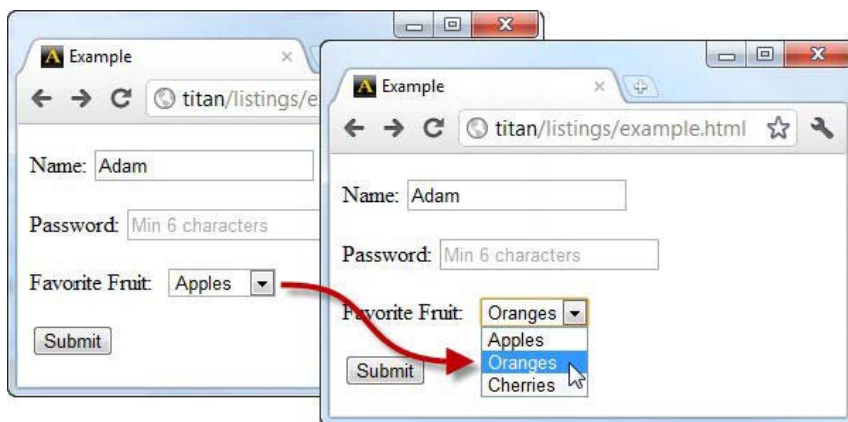 Example
titan/listings/e
Name: Adam
Password: Min 6 characters
Favorite Fruit: Apples
Submit
Example
titan/listings/example.html
Name: Adam
Password: Min 6 characters
Favorite Fruit: Oranges
Apples
Oranges
Cherries
Submit